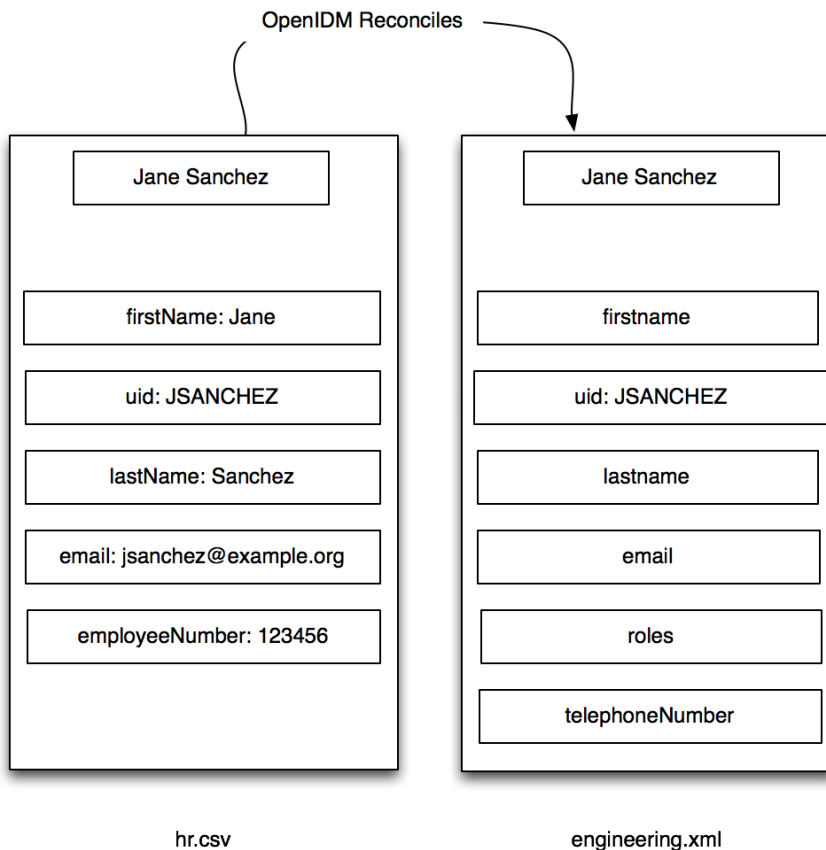 OpenIDM Reconciles
Jane Sanchez
firstName: Jane
uid: JSANCHEZ
lastName: Sanchez
email: jsanchez@example.org
employeeNumber: 123456
hr.csv
Jane Sanchez
firstname
uid: JSANCHEZ
lastname
email
roles
telephoneNumber
engineering.xml